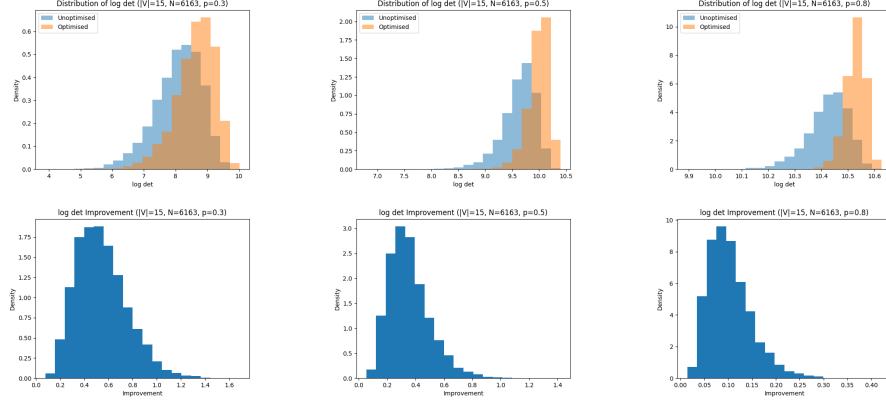 Distribution of log det (|V|=15, N=6163, p=0.3)
Unoptimised
Optimised
Density
0.6
0.5
0.4
0.3
0.2
0.1
0.0
4 5 6 7 8 9 10
log det
Distribution of log det (|V|=15, N=6163, p=0.5)
Unoptimised
Optimised
Density
2.00
1.75
1.50
1.25
1.00
0.75
0.50
0.25
0.00
7.0 7.5 8.0 8.5 9.0 9.5 10.0 10.5
log det
Distribution of log det (|V|=15, N=6163, p=0.8)
Unoptimised
Optimised
Density
10
8
6
4
2
0
9.9 10.0 10.1 10.2 10.3 10.4 10.5 10.6
log det
log det Improvement (|V|=15, N=6163, p=0.3)
Density
1.75
1.50
1.25
1.00
0.75
0.50
0.25
0.00
0.0 0.2 0.4 0.6 0.8 1.0 1.2 1.4 1.6
Improvement
log det Improvement (|V|=15, N=6163, p=0.5)
Density
3.0
2.5
2.0
1.5
1.0
0.5
0.0
0.0 0.2 0.4 0.6 0.8 1.0 1.2 1.4
Improvement
log det Improvement (|V|=15, N=6163, p=0.8)
Density
10
8
6
4
2
0
0.00 0.05 0.10 0.15 0.20 0.25 0.30 0.35 0.40
Improvement